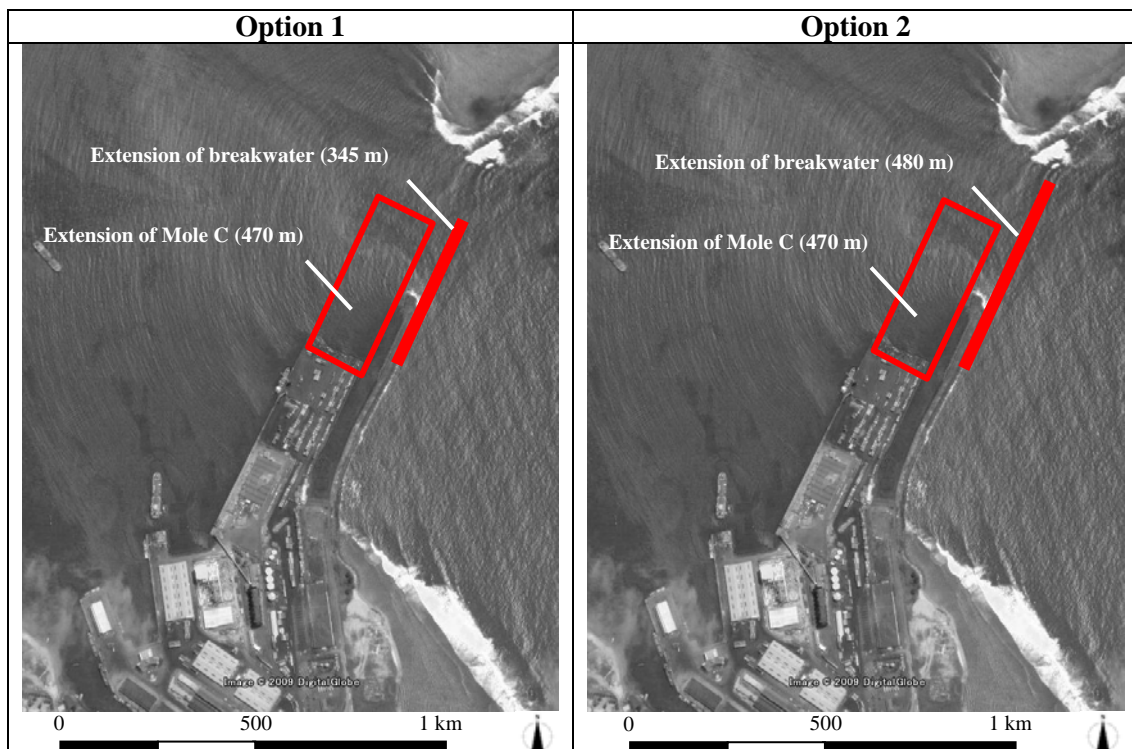 Option 1
Option 2
Extension of breakwater (345 m)
Extension of Mole C (470 m)
Image © 2009 DigitalGlobe
0 500 1 km
Extension of breakwater (480 m)
Extension of Mole C (470 m)
Image © 2009 DigitalGlobe
0 500 1 km